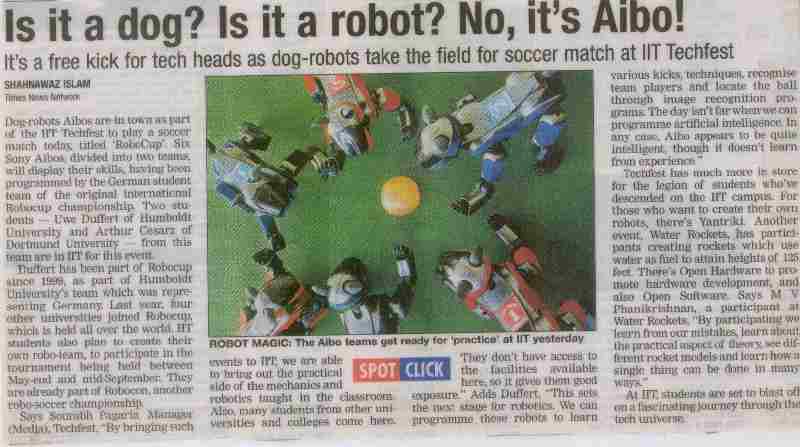 Is it a dog? Is it a robot? No, it's Aibo!
It's a free kick for tech heads as dog-robots take the field for soccer match at IIT Techfest
SHAHNAWAZ ISLAM
Times News Network
Dog-robots Aibos are in town as part
of the IIT Techfest to play a soccer
match today, titled 'RoboCup'. Six
Sony Aibos, divided into two teams,
will display their skills, having been
programmed by the German student
team of the original international
Robocup championship. Two stu-
dents — Uwe Duffert of Humboldt
University and Arthur Cesarz of
Dortmund University — from this
team are in IIT for this event.
Duffert has been part of Robocup
since 1999, as part of Humboldt
University's team which was repre-
senting Germany. Last year, four
other universities joined Robocup,
which is held all over the world. IIT
students also plan to create their
own robo-team, to participate in the
tournament being held between
May-end and mid-September. They
are already part of Robocon, another
robo-soccer championship.
Says Sourabh Fagaria, Manager
(Media), Techfest, "By bringing such
ROBOT MAGIC: The Aibo teams get ready for 'practice' at IIT yesterday
events to IIT, we are able
to bring out the practical
side of the mechanics and
robotics taught in the classroom.
Also, many students from other uni-
versities and colleges come here.
SPOT CLICK
They don't have access to
the facilities available
here, so it gives them good
exposure." Adds Duffert, "This sets
the next stage for robotics. We can
programme these robots to learn
various kicks, techniques, recognise
team players and locate the ball
through image recognition pro-
grams. The day isn't far when we can
programme artificial intelligence. In
any case, Aibo appears to be quite
intelligent, though it doesn't learn
from experience."
Techfest has much more in store
for the legion of students who've
descended on the IIT campus. For
those who want to create their own
robots, there's Yantriki. Another
event, Water Rockets, has partici-
pants creating rockets which use
water as fuel to attain heights of 125
feet. There's Open Hardware to pro-
mote hardware development, and
also Open Software. Says M V
Phanikrishnan, a participant at
Water Rockets, "By participating we
learn from our mistakes, learn about
the practical aspect of theory, see dif-
ferent rocket models and learn how a
single thing can be done in many
ways."
At IIT, students are set to blast off
on a fascinating journey through the
tech universe.